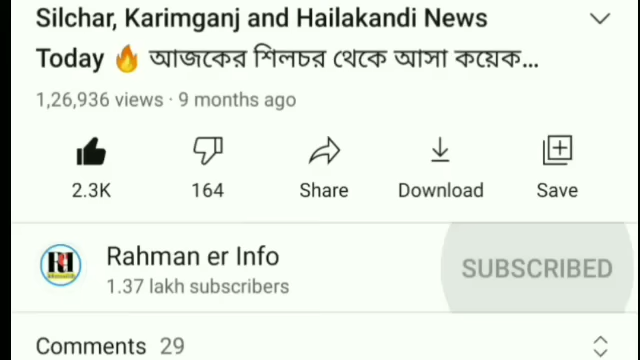 Silchar, Karimganj and Hailakandi News
Today 🔥 আজকের শিলচর থেকে আসা কয়েক...
1,26,936 views · 9 months ago
2.3K 164 Share Download Save
Rahman er Info
SUBSCRIBED
1.37 lakh subscribers
Comments 29